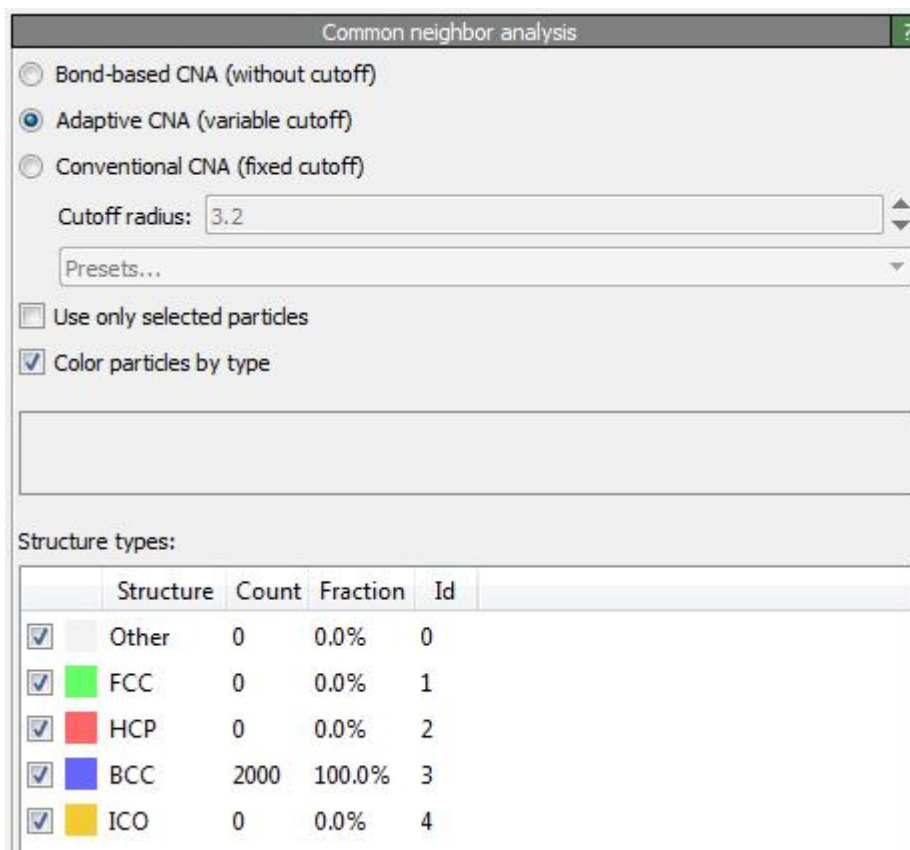 Common neighbor analysis ?
Bond-based CNA (without cutoff)
Adaptive CNA (variable cutoff)
Conventional CNA (fixed cutoff)
Cutoff radius: 3.2
Presets...
Use only selected particles
Color particles by type
Structure types:
Structure Count Fraction Id
Other 0 0.0% 0
FCC 0 0.0% 1
HCP 0 0.0% 2
BCC 2000 100.0% 3
ICO 0 0.0% 4